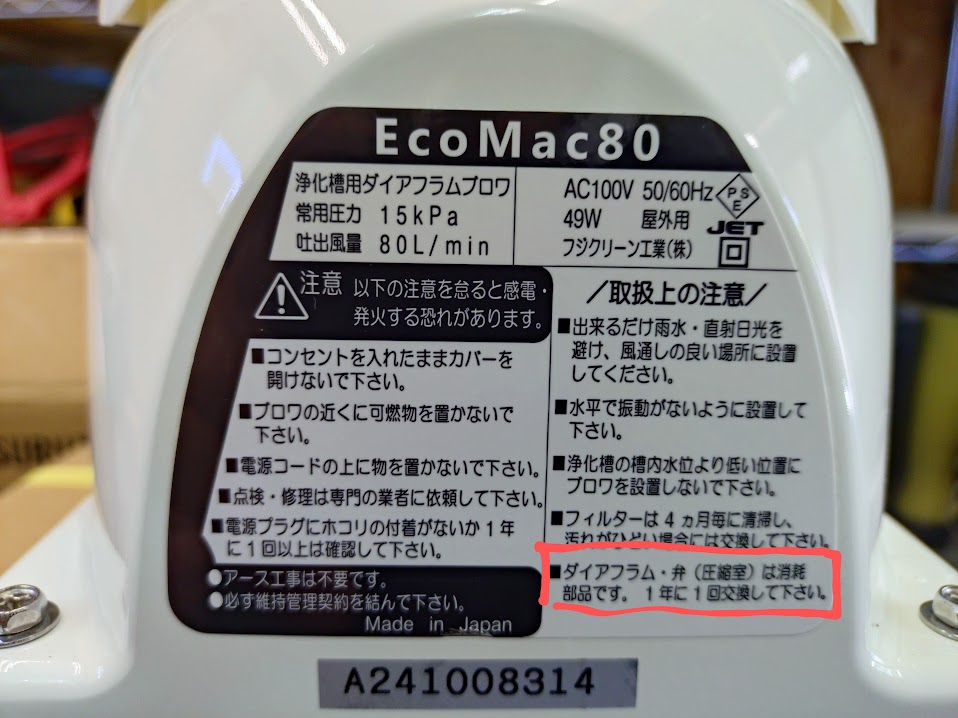 EcoMac80
浄化槽用ダイアフラムブロワ
常用圧力 15kPa
吐出風量 80L/min
AC100V 50/60Hz
49W 屋外用
フジクリーン工業(株)
PSE
JET
注意 以下の注意を怠ると感電・
発火する恐れがあります。
■コンセントを入れたままカバーを
開けないで下さい。
■ブロワの近くに可燃物を置かないで
下さい。
■電源コードの上に物を置かないで下さい。
■点検・修理は専門の業者に依頼して下さい。
■電源プラグにホコリの付着がないか1年
に1回以上は確認して下さい。
●アース工事は不要です。
●必ず維持管理契約を結んで下さい。
Made in Japan
/取扱上の注意/
■出来るだけ雨水・直射日光を
避け、風通しの良い場所に設置
してください。
■水平で振動がないように設置して
下さい。
■浄化槽の槽内水位より低い位置に
ブロワを設置しないで下さい。
■フィルターは4ヵ月毎に清掃し、
汚れがひどい場合には交換して下さい。
■ダイアフラム・弁(圧縮室)は消耗
部品です。1年に1回交換して下さい。
A241008314